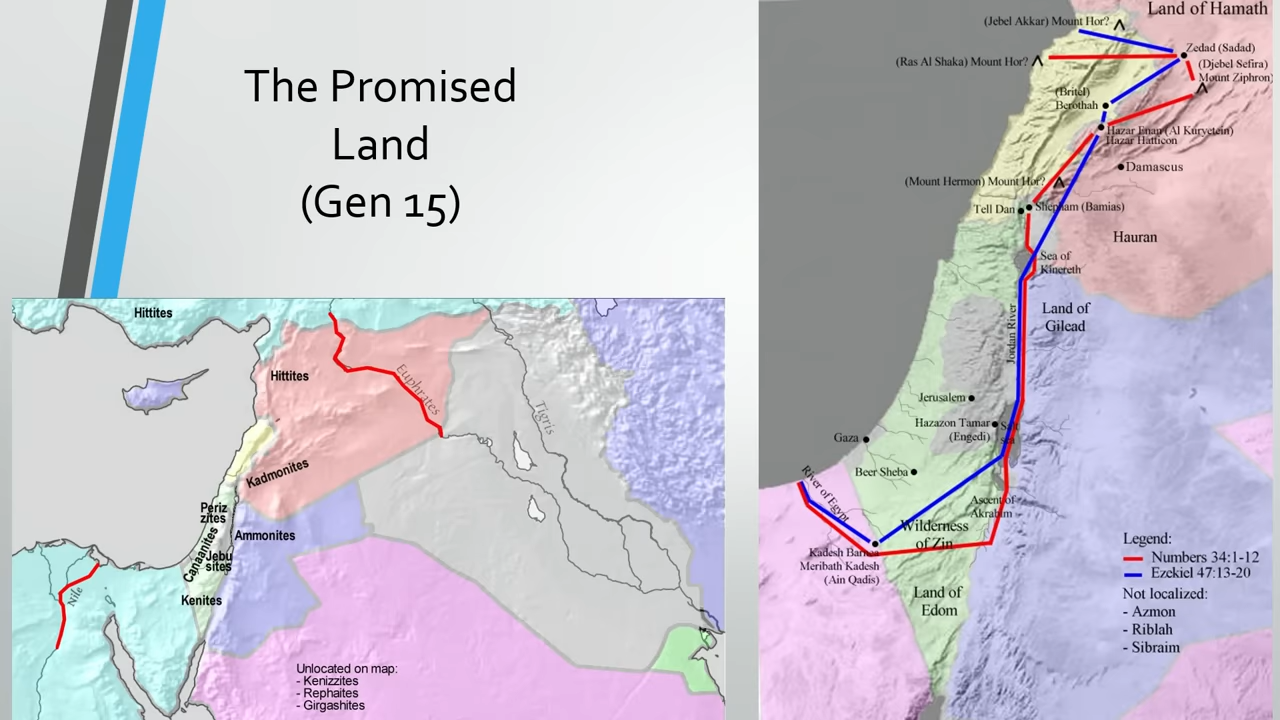 The Promised
Land
(Gen 15)
Hittites
Hittites
Euphrates
Tigris
Kadmonites
Periz
zites
Canaanites
Jebu
sites
Ammonites
Kenites
Nile
Unlocated on map:
- Kenizzites
- Rephaites
- Girgashites
Land of Hamath
(Jebel Akkar) Mount Hor?
Zedad (Sadad)
(Ras Al Shaka) Mount Hor?
(Djebel Sefira)
Mount Ziphron)
(Britel)
Berothah
Hazar Enan (Al Kuryetein)
Hazar Hatticon
Damascus
(Mount Hermon) Mount Hor?
Tell Dan
Shepham (Bamias)
Hauran
Sea of
Kinereth
Land of
Gilead
Jordan River
Jerusalem
Hazazon Tamar
(Engedi)
Salt
Sea
Gaza
Beer Sheba
River of Egypt
Ascent of
Akrabim
Wilderness
of Zin
Kadesh Barnea
Meribath Kadesh
(Ain Qadis)
Land of
Edom
Legend:
Numbers 34:1-12
Ezekiel 47:13-20
Not localized:
- Azmon
- Riblah
- Sibraim